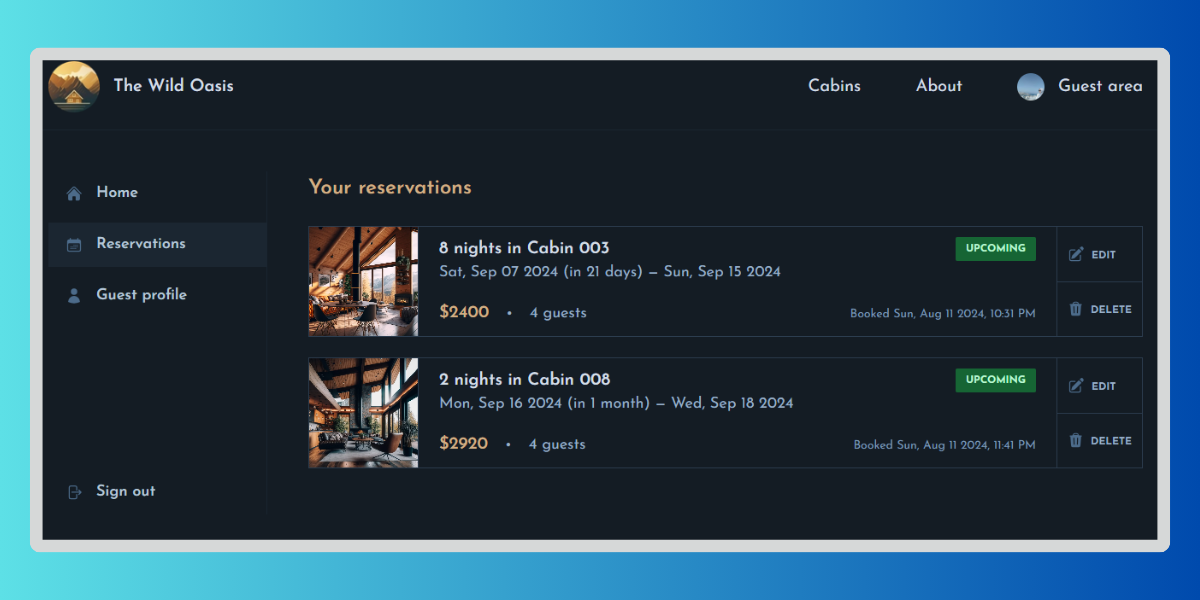 The Wild Oasis
Cabins
About
Guest area
Home
Reservations
Guest profile
Sign out
Your reservations
8 nights in Cabin 003
UPCOMING
Sat, Sep 07 2024 (in 21 days) — Sun, Sep 15 2024
$2400 • 4 guests
Booked Sun, Aug 11 2024, 10:31 PM
EDIT
DELETE
2 nights in Cabin 008
UPCOMING
Mon, Sep 16 2024 (in 1 month) — Wed, Sep 18 2024
$2920 • 4 guests
Booked Sun, Aug 11 2024, 11:41 PM
EDIT
DELETE